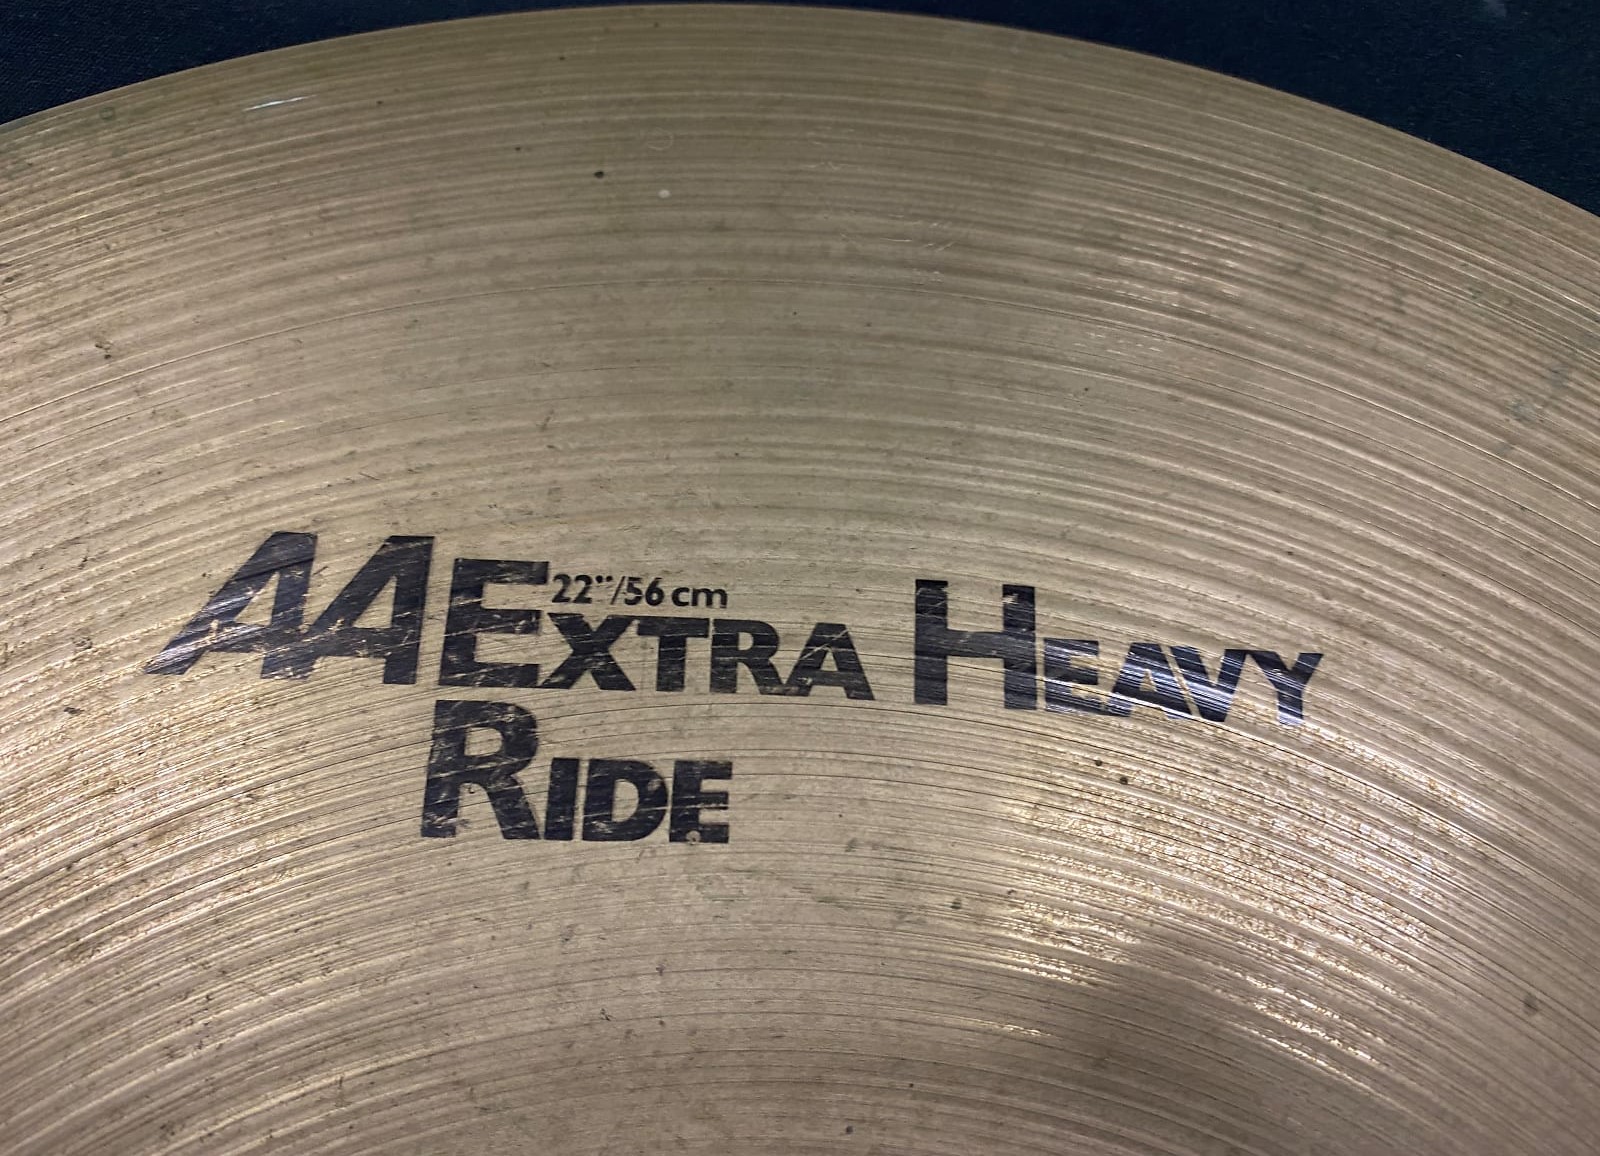 AA EXTRA HEAVY
22"/56 cm
RIDE